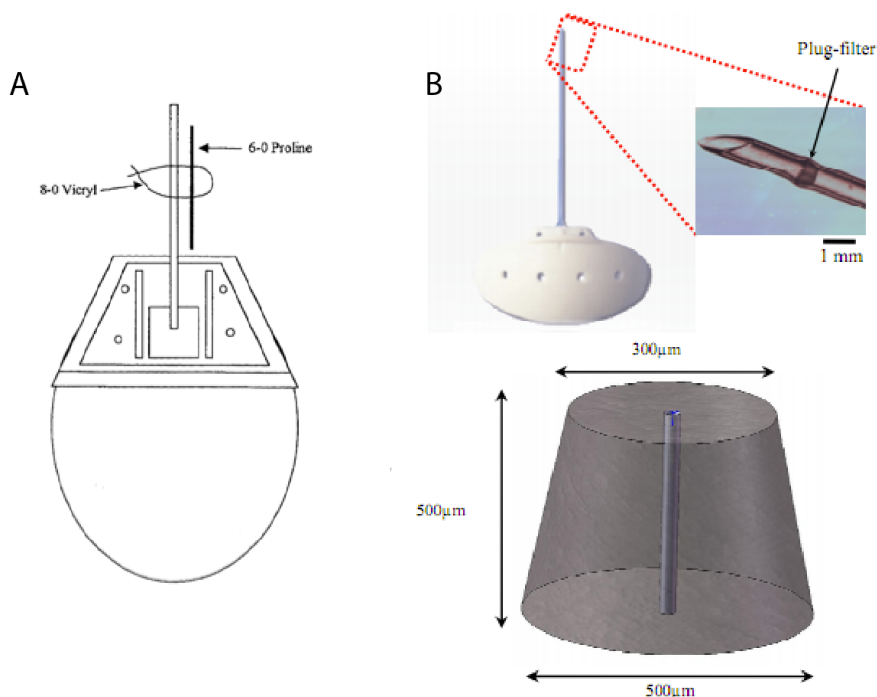 A
6-0 Proline
8-0 Vicryl
B
Plug-filter
1 mm
300µm
500µm
500µm